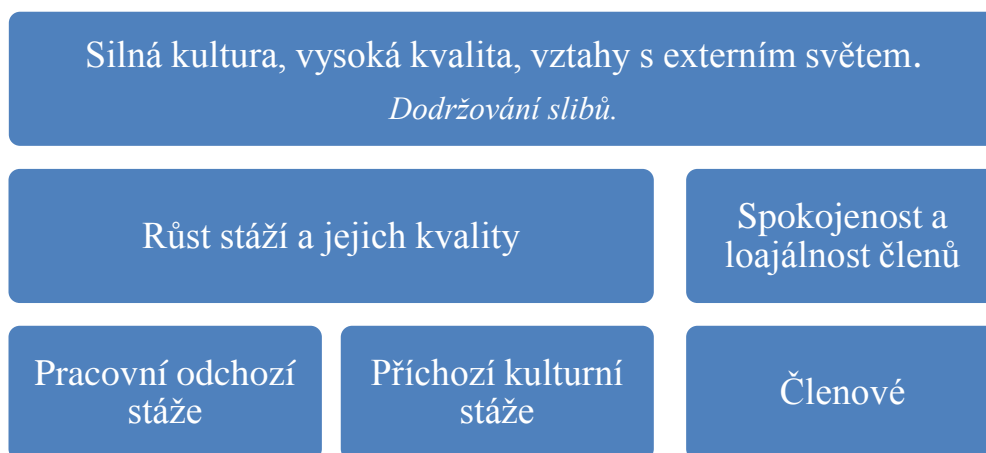 Silná kultura, vysoká kvalita, vztahy s externím světem.
Dodržování slibů.
Růst stáží a jejich kvality
Spokojenost a
loajálnost členů
Pracovní odchozí
stáže
Příchozí kulturní
stáže
Členové